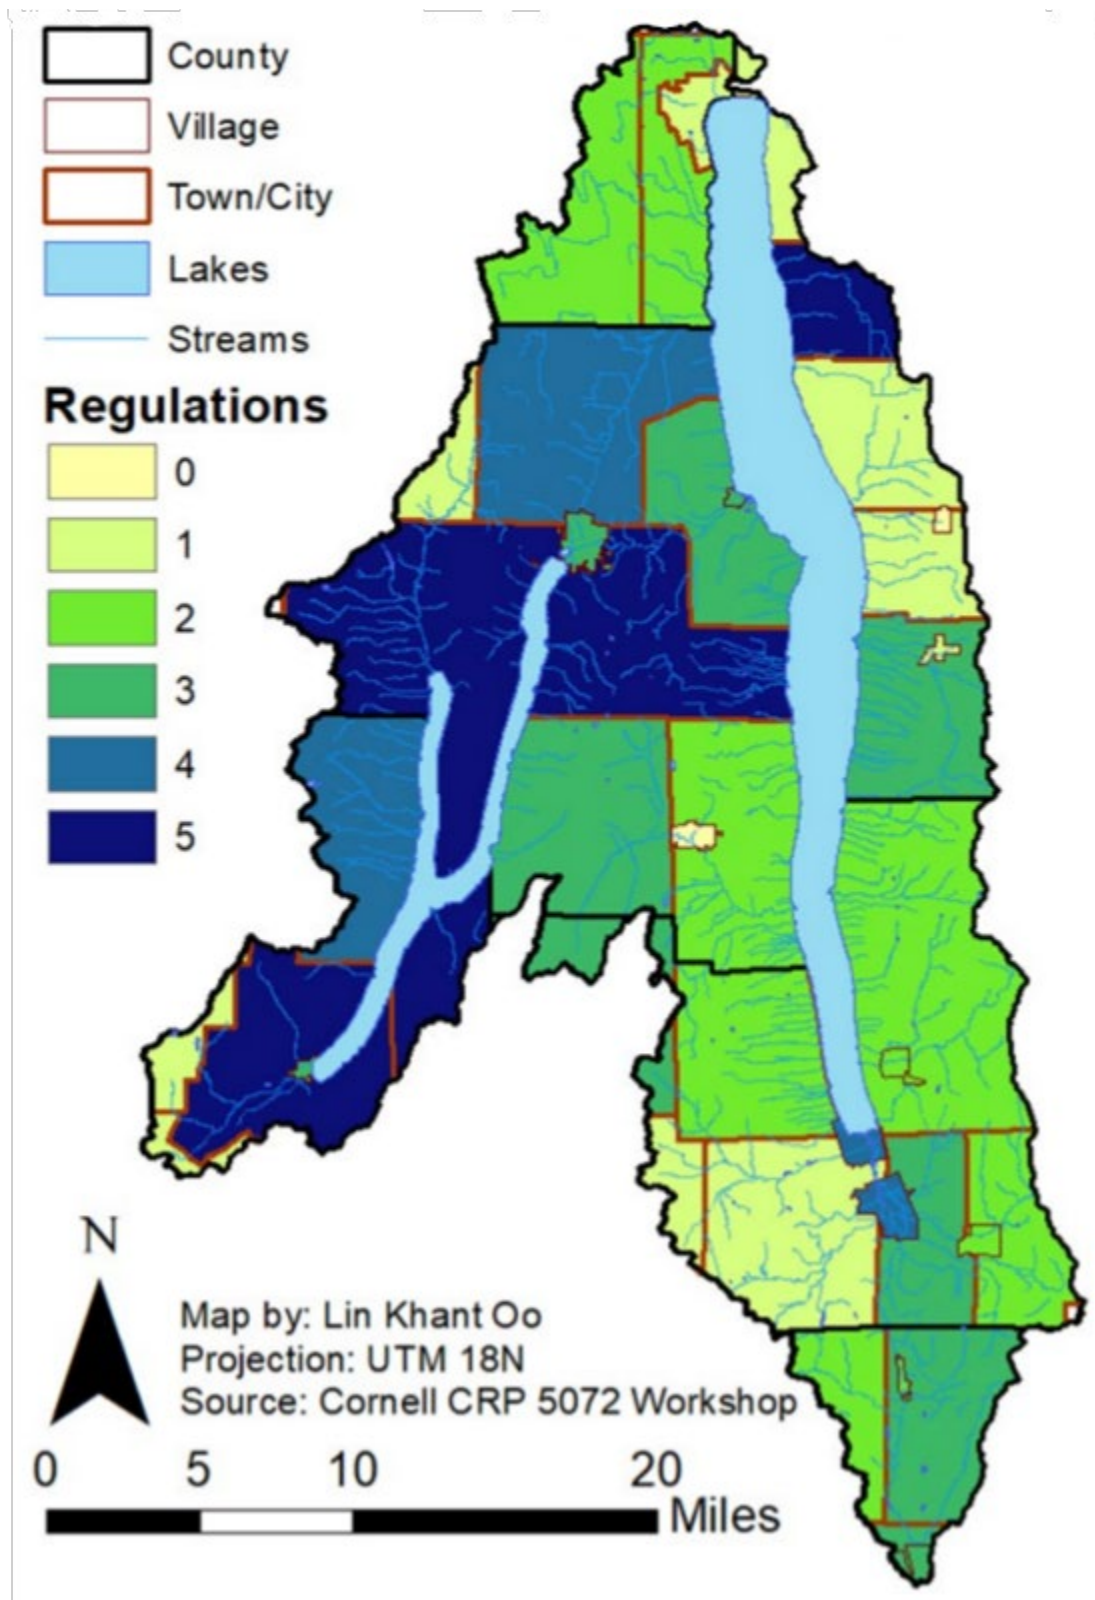 County
Village
Town/City
Lakes
Streams
Regulations
0
1
2
3
4
5
N
Map by: Lin Khant Oo
Projection: UTM 18N
Source: Cornell CRP 5072 Workshop
0 5 10 20
Miles